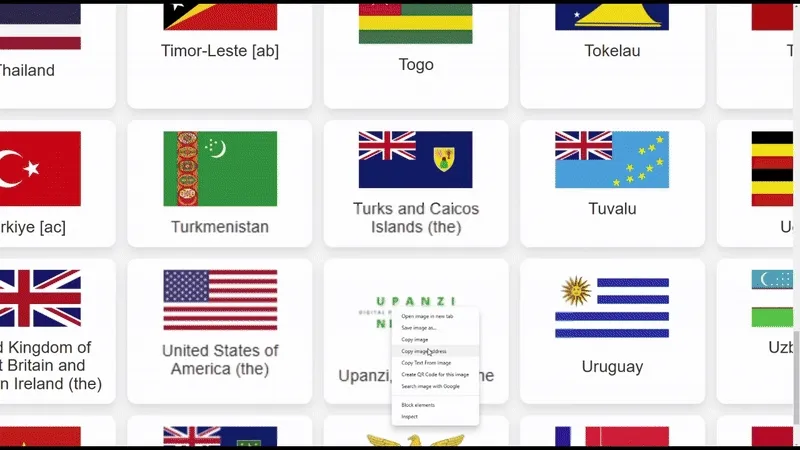 Thailand
Timor-Leste [ab]
Togo
Tokelau
T
rkiye [ac]
Turkmenistan
Turks and Caicos
Islands (the)
Tuvalu
d Kingdom of
t Britain and
n Ireland (the)
United States of
America (the)
UPANZI
DIGITAL P
N
Upanzi,
ne
Open image in new tab
Save image as...
Copy image
Copy image address
Copy Text From Image
Create QR Code for this image
Search image with Google
Block elements
Inspect
Uruguay
Uzb